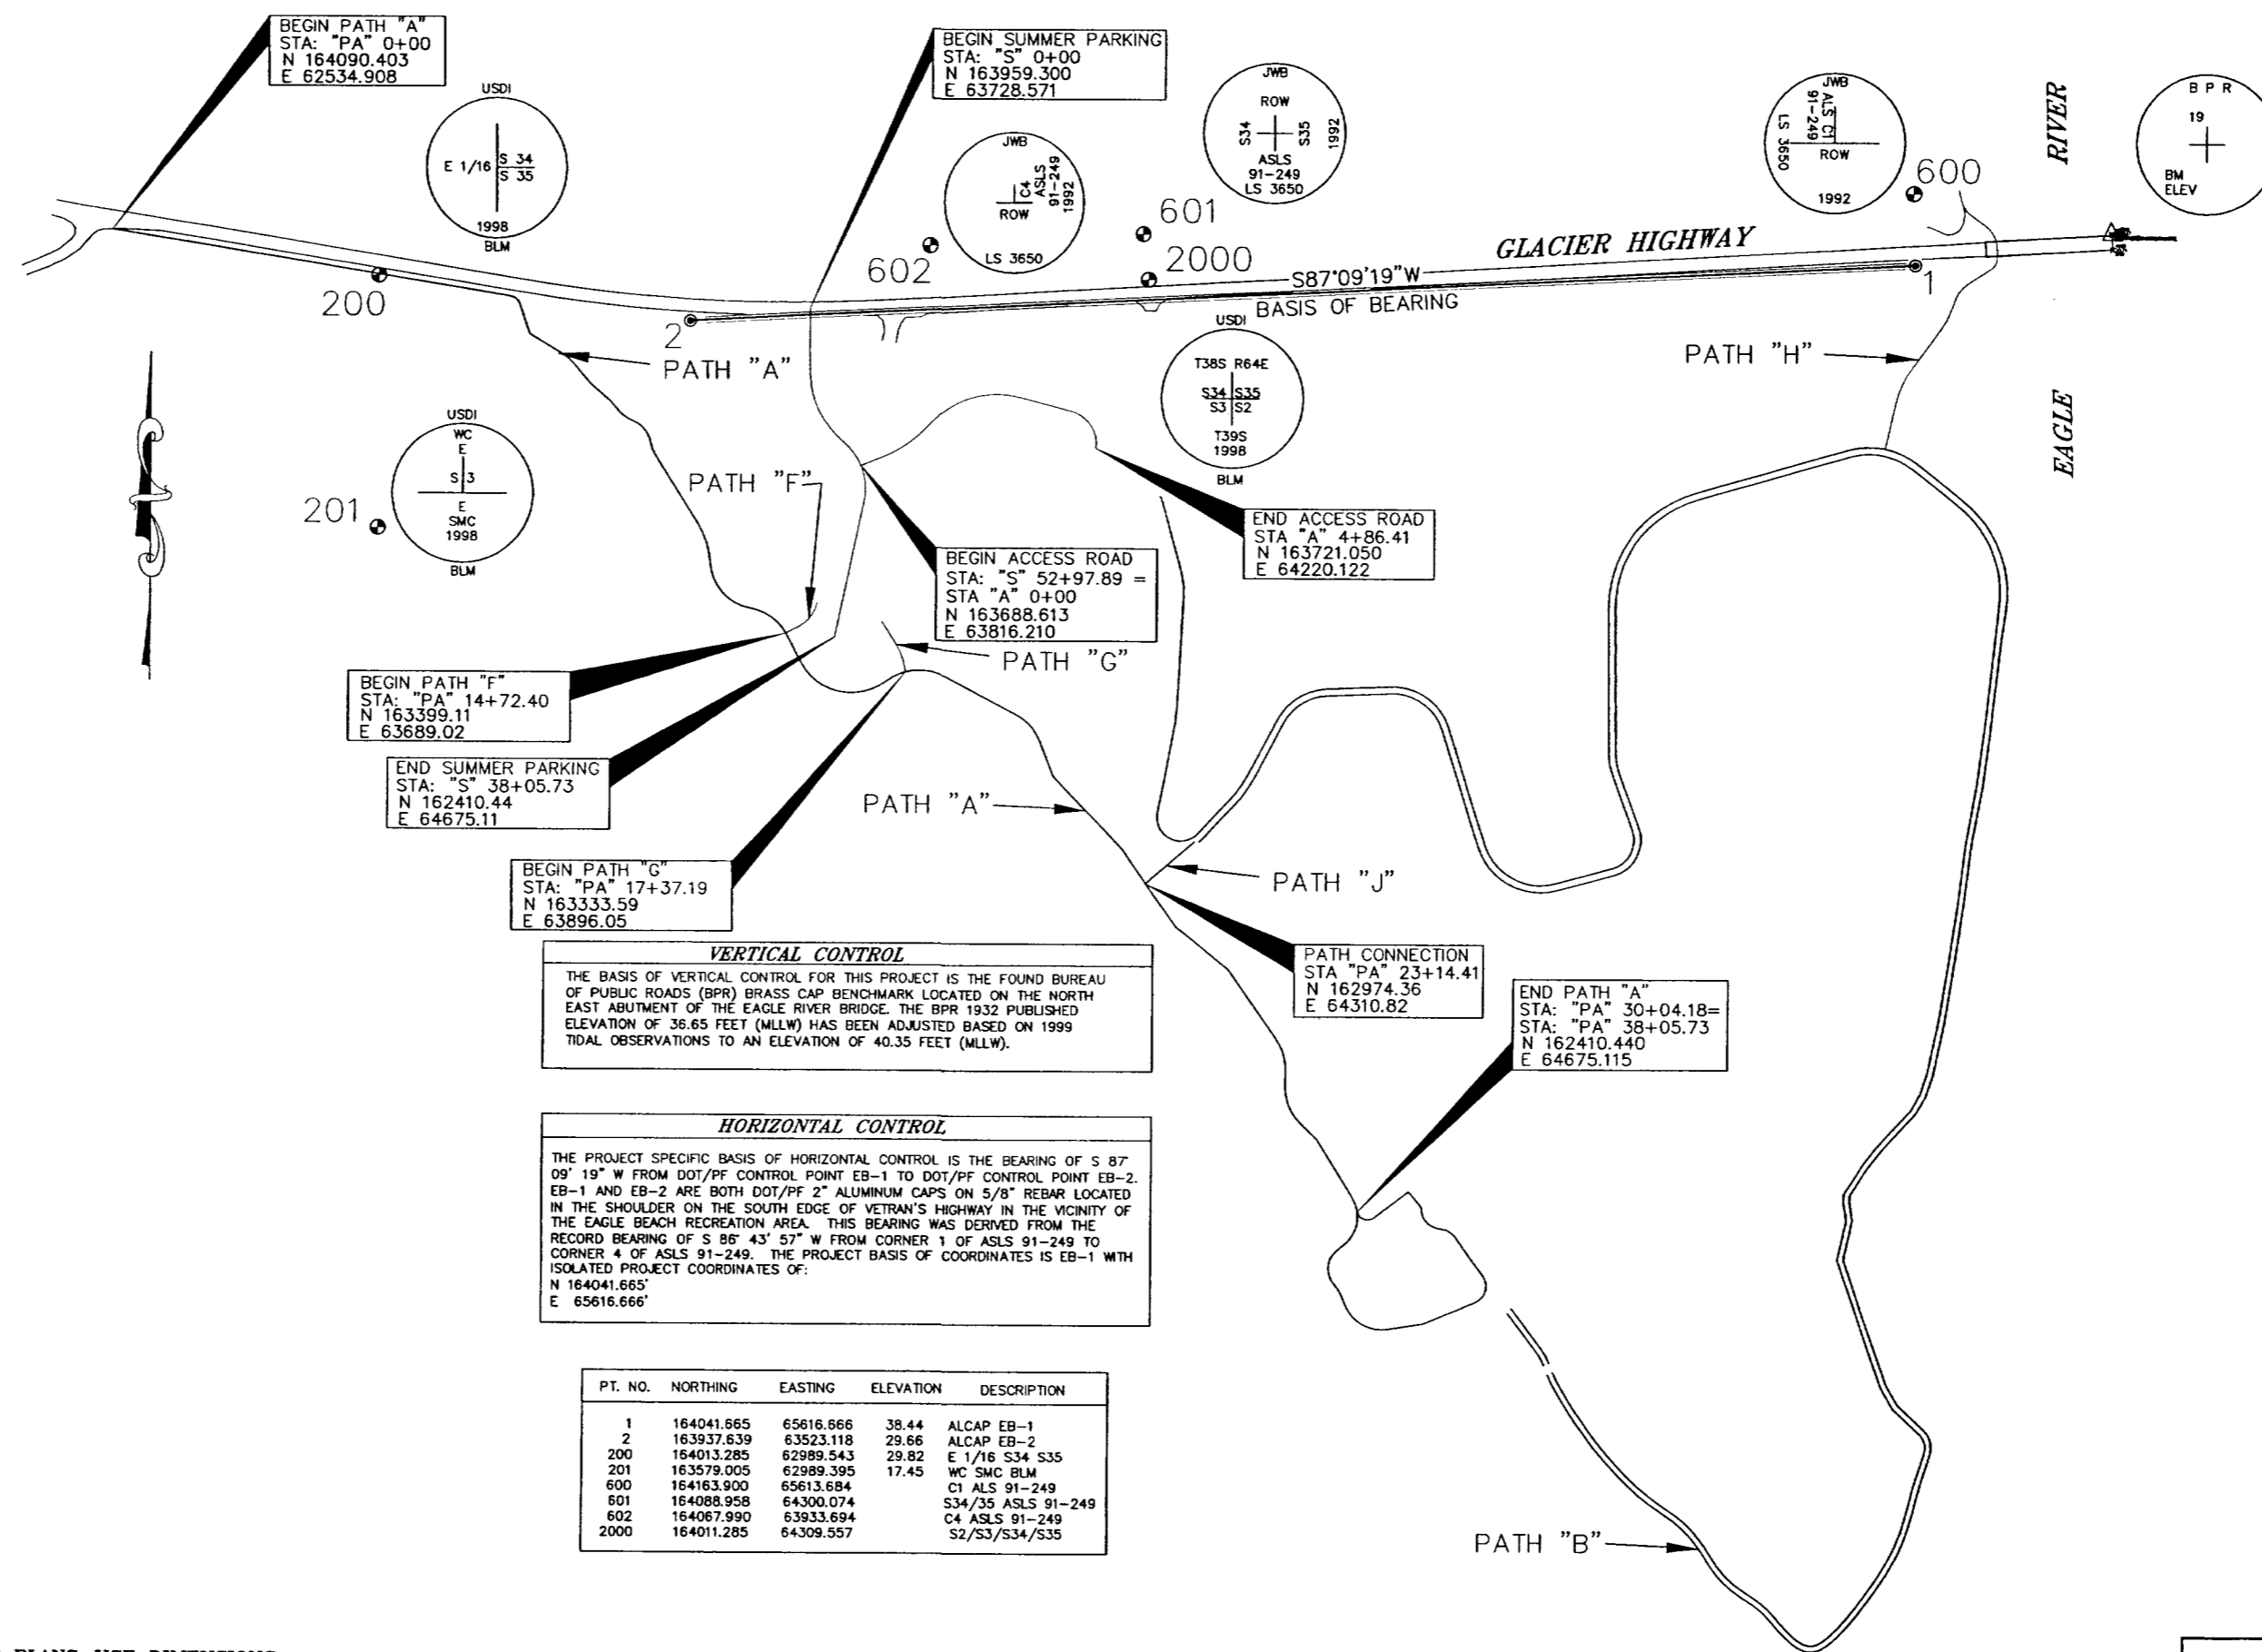 BEGIN PATH "A"
STA: "PA" 0+00
N 164090.403
E 62534.908
USDI
E 1/16
S 34
S 35
1998
BLM
BEGIN SUMMER PARKING
STA: "S" 0+00
N 163959.300
E 63728.571
JWB
ROW
C4
ASLS
91-249
1992
LS 3650
JWB
ROW
S34
S35
1992
ASLS
91-249
LS 3650
JWB
ALS C1
91-249
LS 3650
ROW
1992
RIVER
B P R
19
BM
ELEV
600
601
602
2000
200
GLACIER HIGHWAY
S87°09'19"W
BASIS OF BEARING
1
2
PATH "A"
PATH "H"
EAGLE
USDI
T38S R64E
S34 S35
S3 S2
T39S
1998
BLM
USDI
WC
E
S 3
E
SMC
1998
BLM
201
PATH "F"
END ACCESS ROAD
STA "A" 4+86.41
N 163721.050
E 64220.122
BEGIN ACCESS ROAD
STA: "S" 52+97.89 =
STA "A" 0+00
N 163688.613
E 63816.210
PATH "G"
BEGIN PATH "F"
STA: "PA" 14+72.40
N 163399.11
E 63689.02
END SUMMER PARKING
STA: "S" 38+05.73
N 162410.44
E 64675.11
PATH "A"
BEGIN PATH "G"
STA: "PA" 17+37.19
N 163333.59
E 63896.05
PATH "J"
PATH CONNECTION
STA "PA" 23+14.41
N 162974.36
E 64310.82
END PATH "A"
STA: "PA" 30+04.18=
STA: "PA" 38+05.73
N 162410.440
E 64675.115
VERTICAL CONTROL
THE BASIS OF VERTICAL CONTROL FOR THIS PROJECT IS THE FOUND BUREAU
OF PUBLIC ROADS (BPR) BRASS CAP BENCHMARK LOCATED ON THE NORTH
EAST ABUTMENT OF THE EAGLE RIVER BRIDGE. THE BPR 1932 PUBLISHED
ELEVATION OF 36.65 FEET (MLLW) HAS BEEN ADJUSTED BASED ON 1999
TIDAL OBSERVATIONS TO AN ELEVATION OF 40.35 FEET (MLLW).
HORIZONTAL CONTROL
THE PROJECT SPECIFIC BASIS OF HORIZONTAL CONTROL IS THE BEARING OF S 87°
09' 19" W FROM DOT/PF CONTROL POINT EB-1 TO DOT/PF CONTROL POINT EB-2.
EB-1 AND EB-2 ARE BOTH DOT/PF 2" ALUMINUM CAPS ON 5/8" REBAR LOCATED
IN THE SHOULDER ON THE SOUTH EDGE OF VETRAN'S HIGHWAY IN THE VICINITY OF
THE EAGLE BEACH RECREATION AREA. THIS BEARING WAS DERIVED FROM THE
RECORD BEARING OF S 86° 43' 57" W FROM CORNER 1 OF ASLS 91-249 TO
CORNER 4 OF ASLS 91-249. THE PROJECT BASIS OF COORDINATES IS EB-1 WITH
ISOLATED PROJECT COORDINATES OF:
N 164041.665'
E 65616.666'
PT. NO. NORTHING EASTING ELEVATION DESCRIPTION
1 164041.665 65616.666 38.44 ALCAP EB-1
2 163937.639 63523.118 29.66 ALCAP EB-2
200 164013.285 62989.543 29.82 E 1/16 S34 S35
201 163579.005 62989.395 17.45 WC SMC BLM
600 164163.900 65613.684 C1 ALS 91-249
601 164088.958 64300.074 S34/35 ASLS 91-249
602 164067.990 63933.694 C4 ASLS 91-249
2000 164011.285 64309.557 S2/S3/S34/S35
PATH "B"